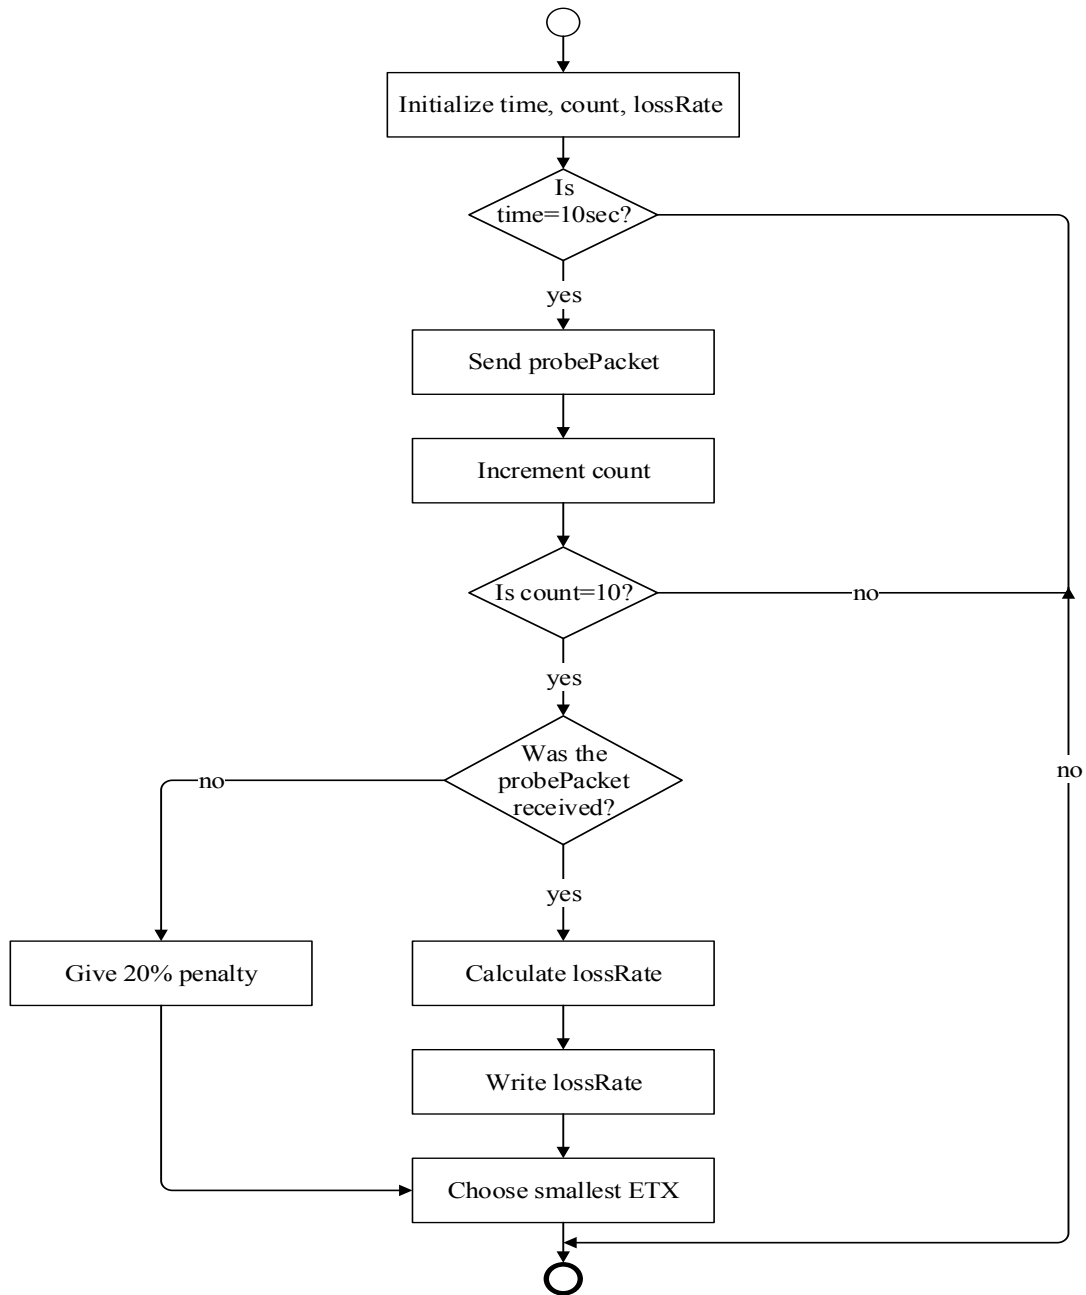 Initialize time, count, lossRate
Is
time=10sec?
yes
Send probePacket
Increment count
Is count=10?
no
yes
Was the
probePacket
received?
no
no
yes
Give 20% penalty
Calculate lossRate
Write lossRate
Choose smallest ETX